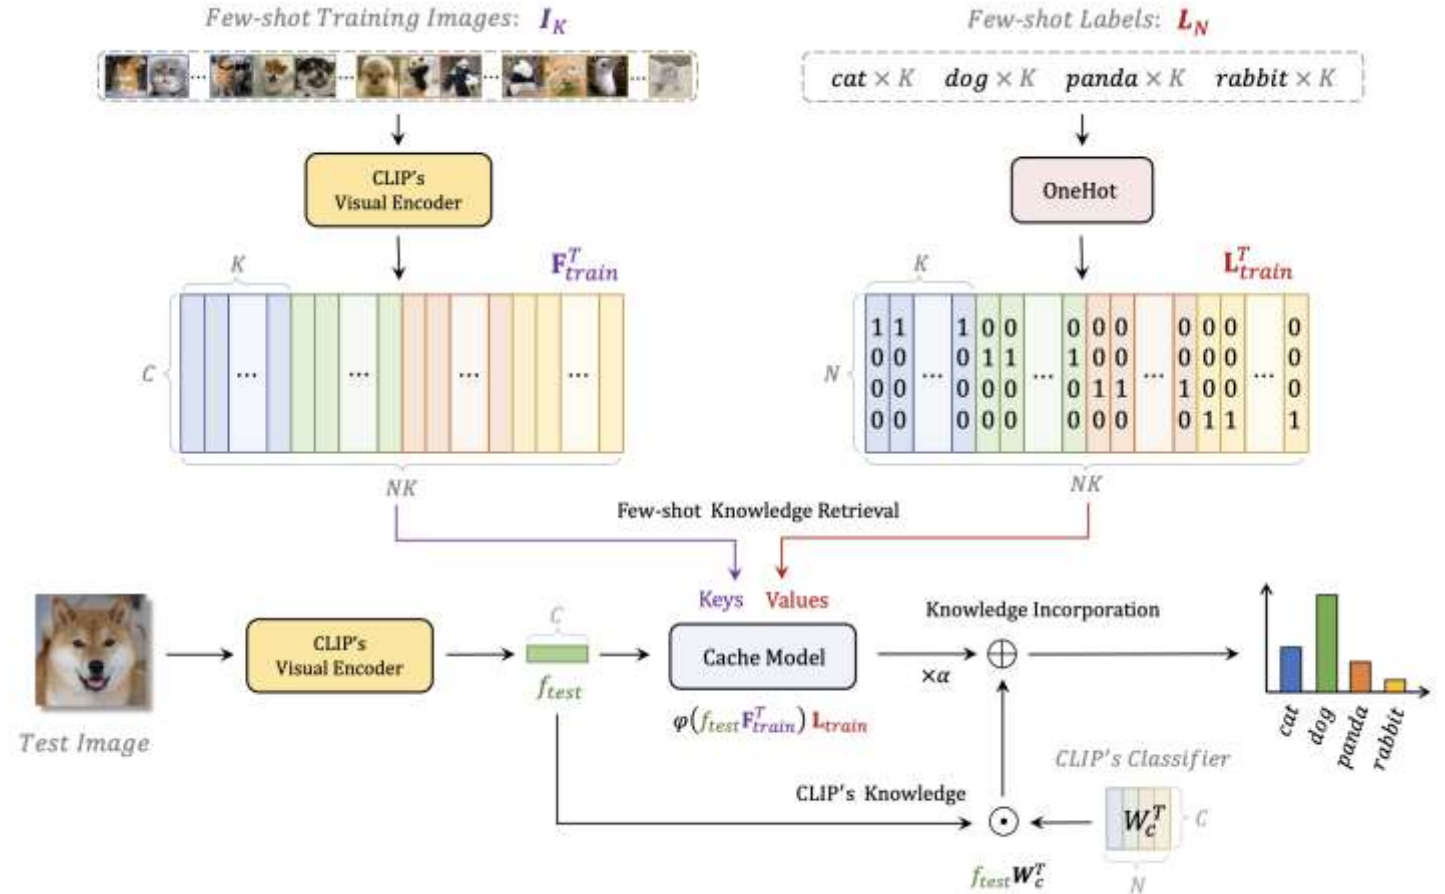 Few-shot Training Images: I_K
Few-shot Labels: L_N
cat × K dog × K panda × K rabbit × K
CLIP's
Visual Encoder
OneHot
K
F^T_train
C
...
...
...
...
NK
K
L^T_train
N
1 1 ... 1 0 0 ... 0 0 0 ... 0 0 0 ... 0
0 0 ... 0 1 1 ... 1 0 0 ... 0 0 0 ... 0
0 0 ... 0 0 0 ... 0 1 1 ... 1 0 0 ... 0
0 0 ... 0 0 0 ... 0 0 0 ... 0 1 1 ... 1
NK
Few-shot Knowledge Retrieval
Keys Values
Test Image
CLIP's
Visual Encoder
C
f_test
Cache Model
φ(f_test F^T_train) L_train
×α
Knowledge Incorporation
cat
dog
panda
rabbit
CLIP's Knowledge
CLIP's Classifier
W_c^T
C
N
f_test W_c^T